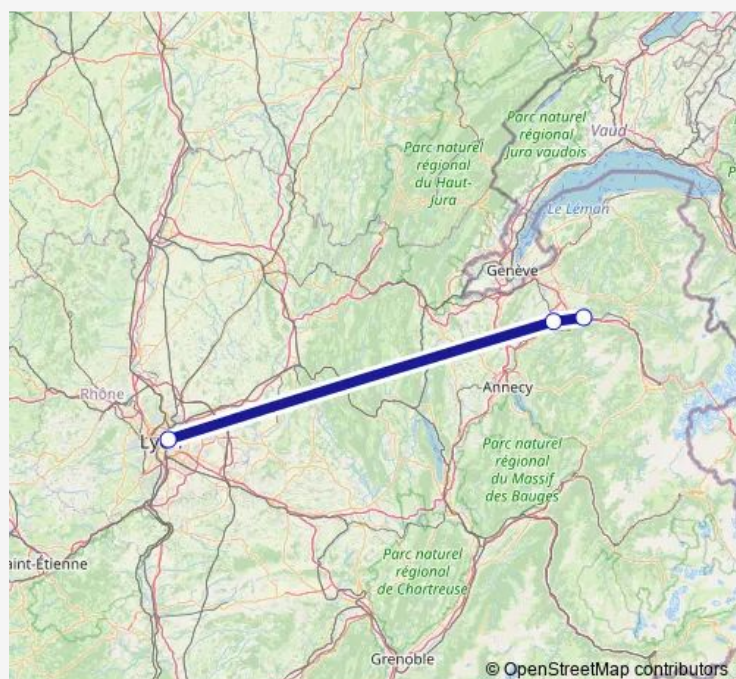 Parc naturel
régional
Jura vaudois
Vaud
Parc naturel
régional
du Haut-
Jura
Le Léman
Genève
Annecy
Rhône
Parc naturel
régional
du Massif
des Bauges
aint-Étienne
Parc naturel
régional
de Chartreuse
Grenoble
© OpenStreetMap contributors